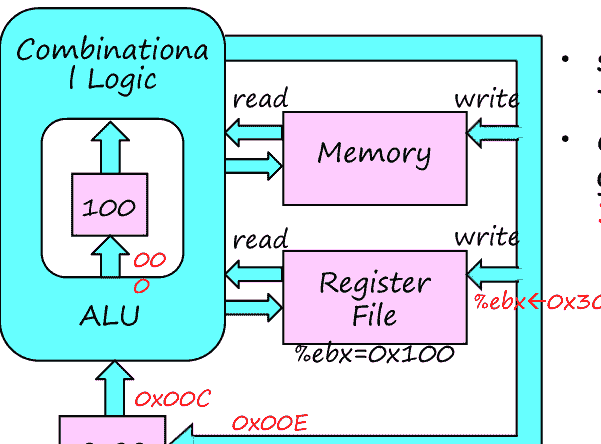 Combinationa
l Logic
read
write
Memory
100
00
0
ALU
read
write
Register
File
%ebx←0x30
%ebx=0x100
0x00C
0x00E